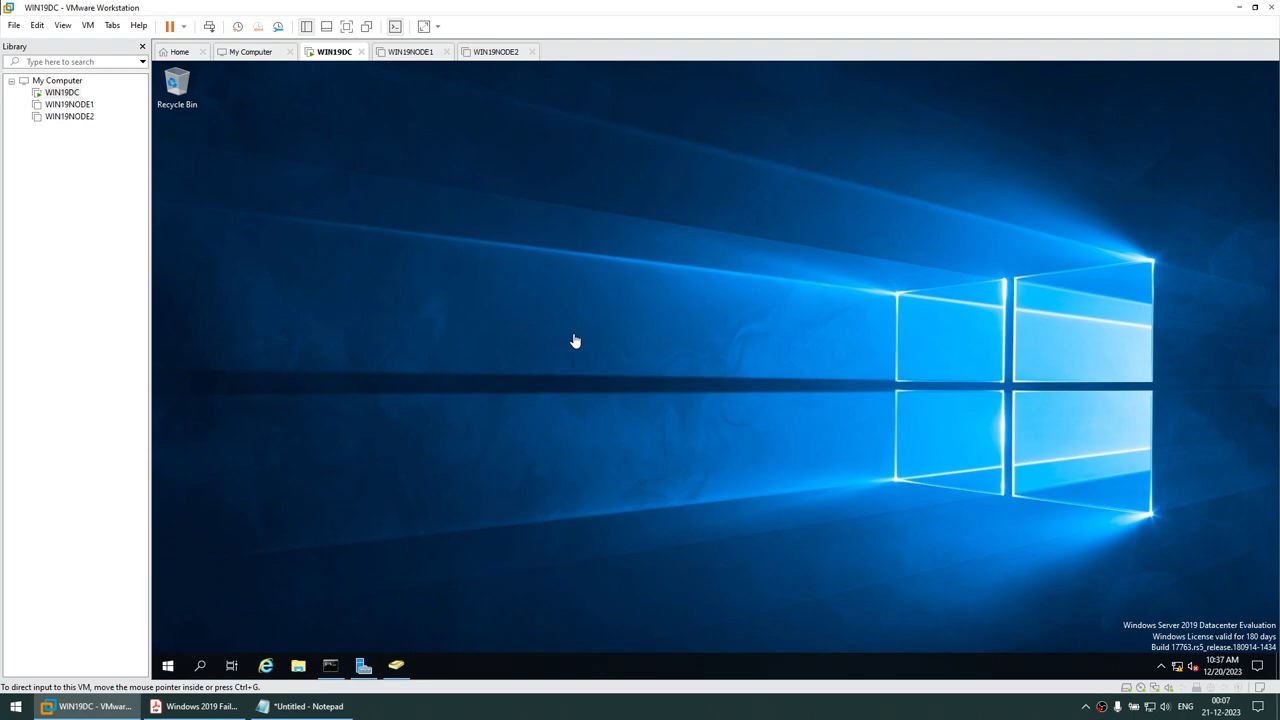 WIN19DC - VMware Workstation
File Edit View VM Tabs Help
Library
Type here to search
My Computer
WIN19DC
WIN19NODE1
WIN19NODE2
Home My Computer WIN19DC WIN19NODE1 WIN19NODE2
Recycle Bin
Windows Server 2019 Datacenter Evaluation
Windows License valid for 180 days
Build 17763.rs5_release.180914-1434
10:37 AM
12/20/2023
To direct input to this VM, move the mouse pointer inside or press Ctrl+G.
WIN19DC - VMwar... Windows 2019 Fail... *Untitled - Notepad
ENG
00:07
21-12-2023